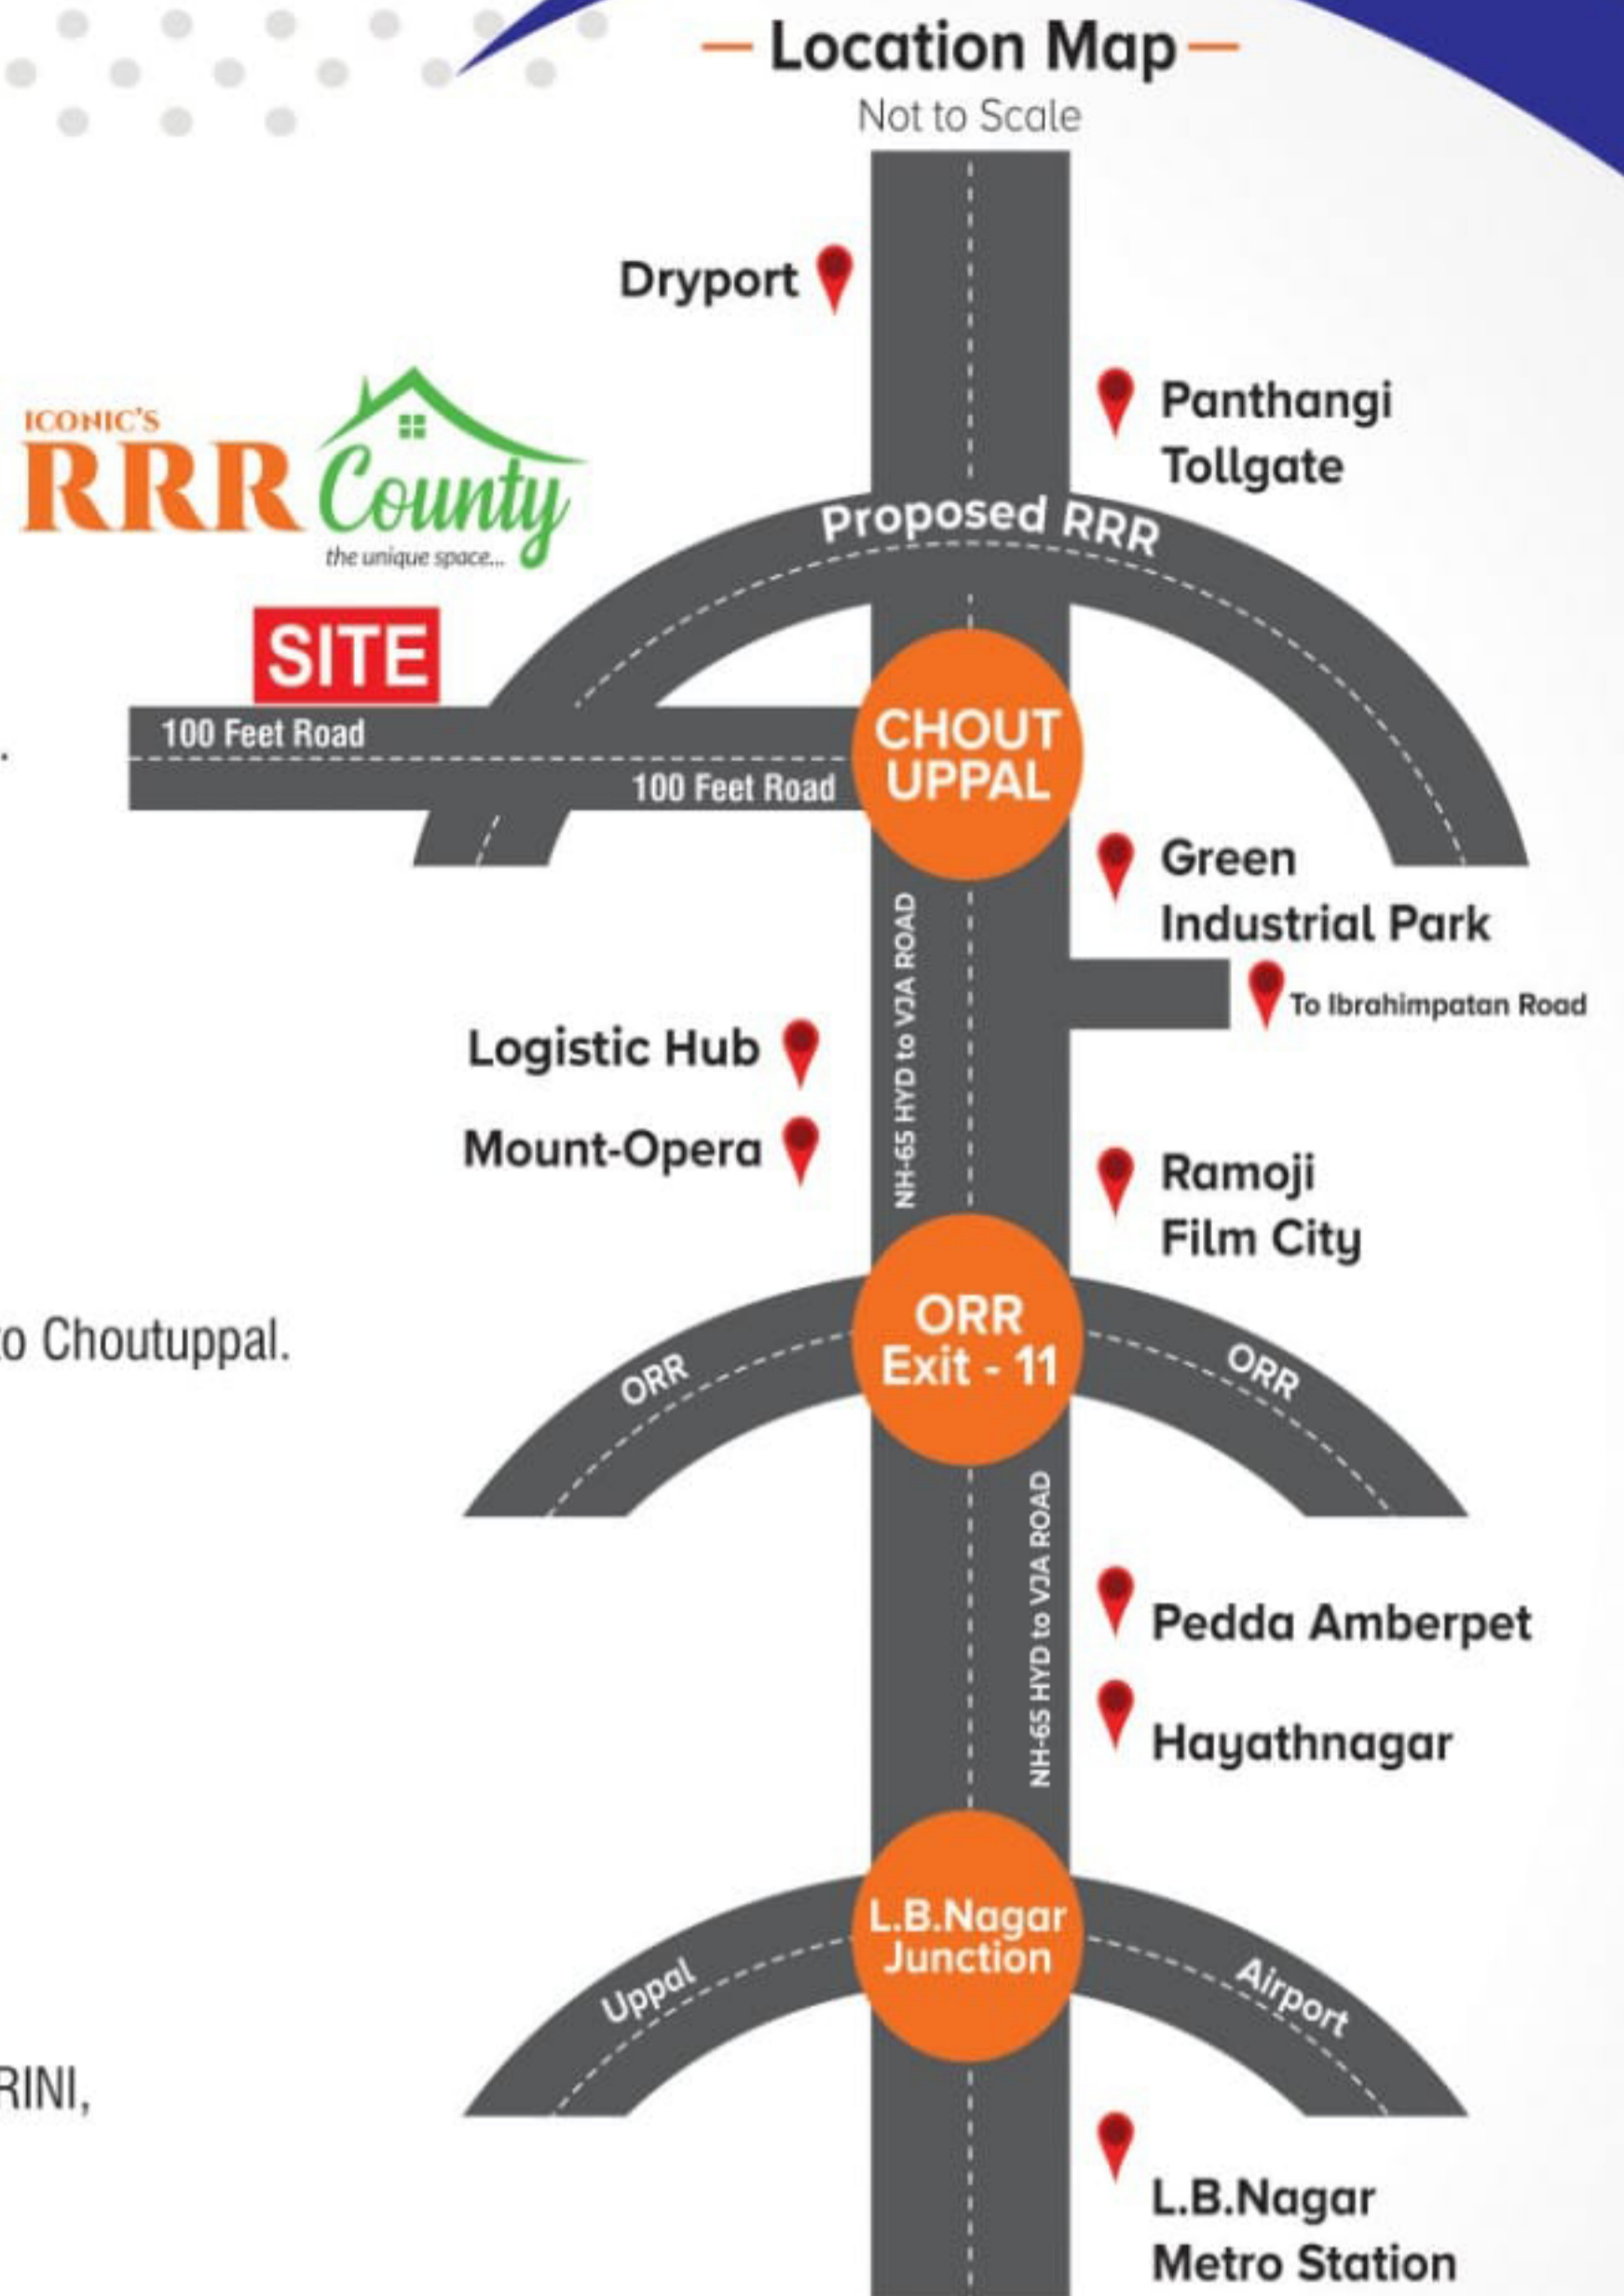 Location Map
Not to Scale
Dryport
Panthangi
Tollgate
ICONIC'S
RRR County
the unique space...
Proposed RRR
SITE
100 Feet Road
100 Feet Road
CHOUT
UPPAL
Green
Industrial Park
To Ibrahimpatan Road
NH-65 HYD to VJA ROAD
Logistic Hub
Mount-Opera
Ramoji
Film City
to Choutuppal.
ORR
ORR
Exit - 11
ORR
NH-65 HYD to VJA ROAD
Pedda Amberpet
Hayathnagar
L.B.Nagar
Junction
Uppal
Airport
RINI,
L.B.Nagar
Metro Station